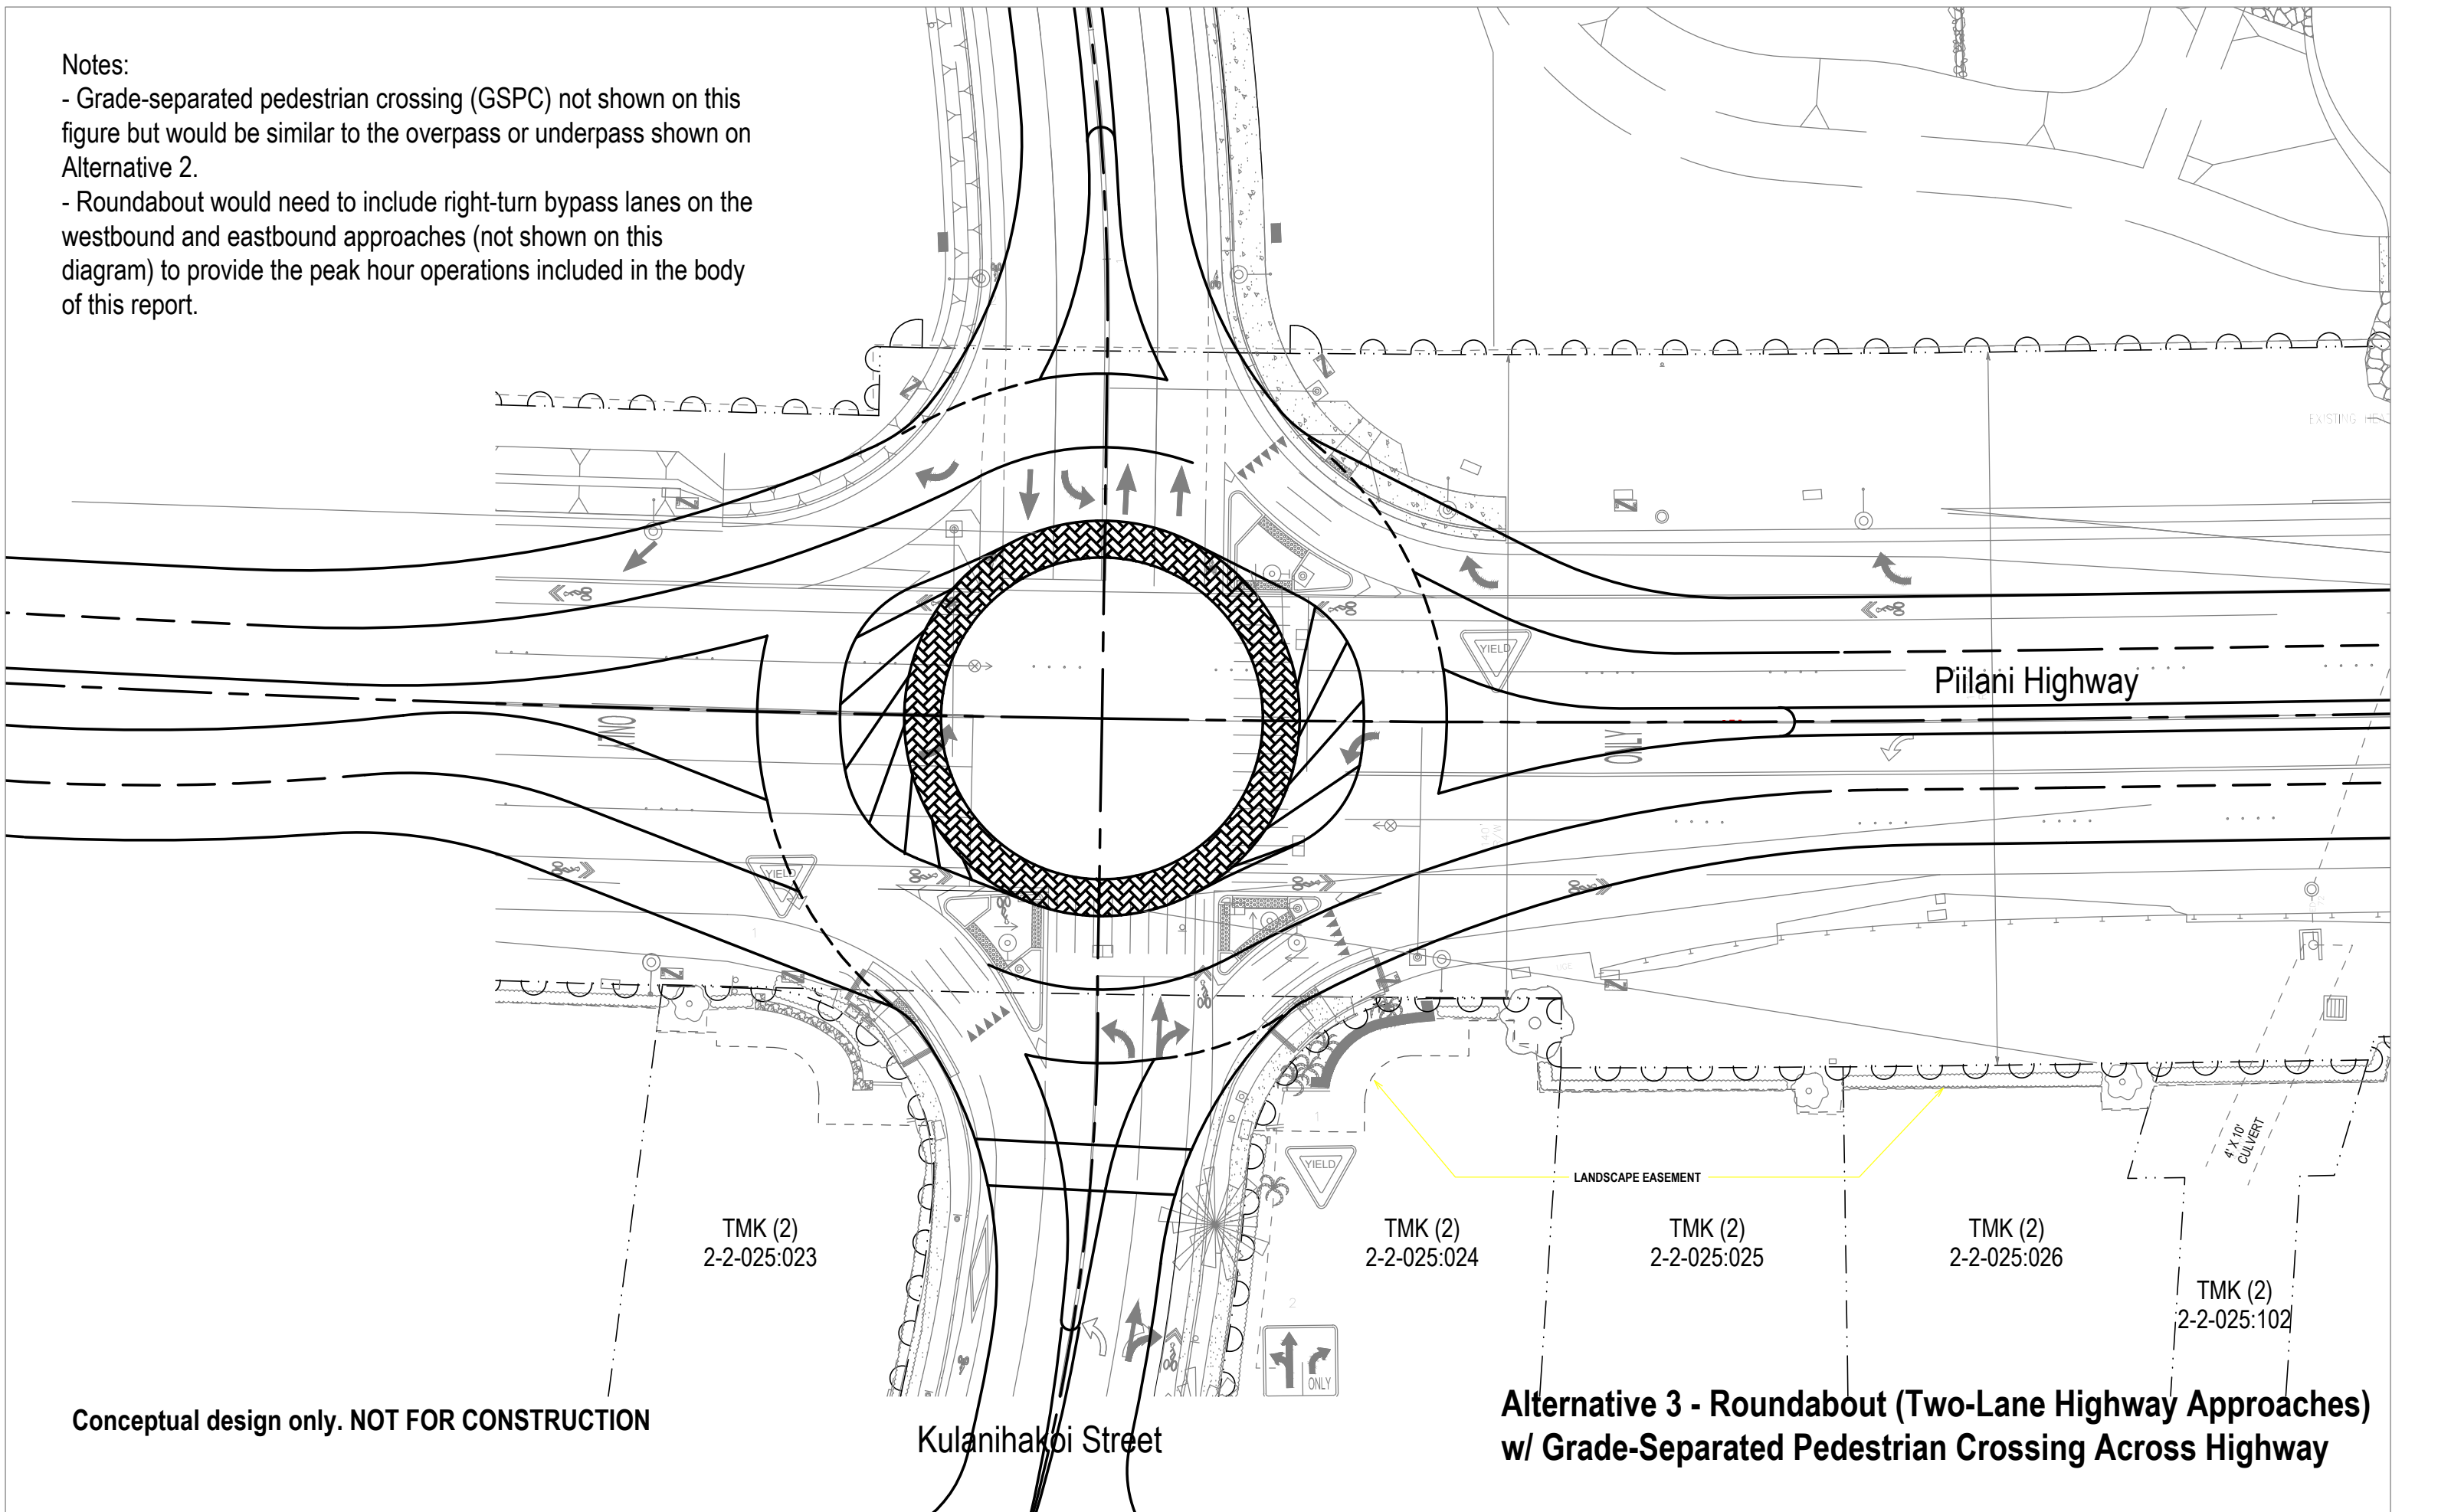 Notes:
- Grade-separated pedestrian crossing (GSPC) not shown on this
figure but would be similar to the overpass or underpass shown on
Alternative 2.
- Roundabout would need to include right-turn bypass lanes on the
westbound and eastbound approaches (not shown on this
diagram) to provide the peak hour operations included in the body
of this report.
EXISTING
YIELD
Piilani Highway
ONLY
YIELD
4' X 10'
CULVERT
YIELD
LANDSCAPE EASEMENT
TMK (2)
2-2-025:023
TMK (2)
2-2-025:024
TMK (2)
2-2-025:025
TMK (2)
2-2-025:026
TMK (2)
2-2-025:102
1
1
2
ONLY
Conceptual design only. NOT FOR CONSTRUCTION
Kulanihakoi Street
Alternative 3 - Roundabout (Two-Lane Highway Approaches)
w/ Grade-Separated Pedestrian Crossing Across Highway